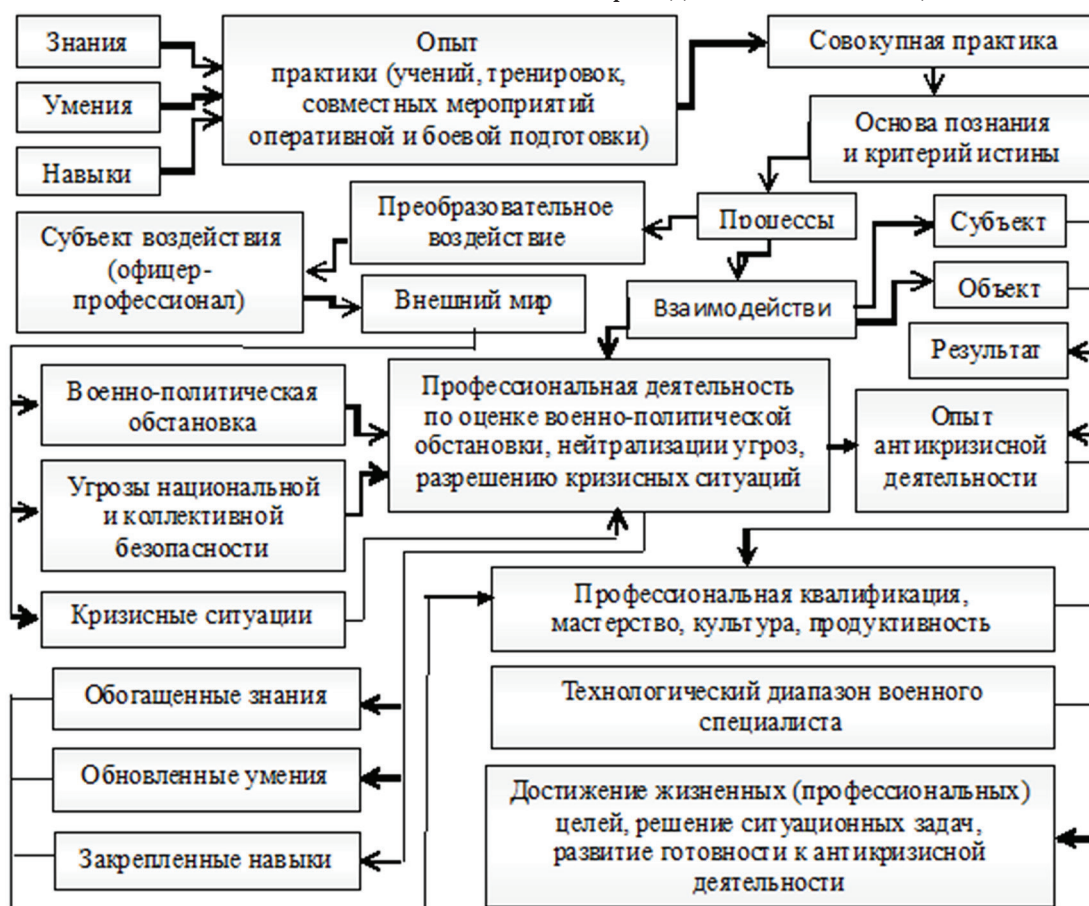 Знания
Умения
Навыки
Опыт
практики (учений, тренировок,
совместных мероприятий
оперативной и боевой подготовки)
Совокупная практика
Основа познания
и критерий истины
Преобразовательное
воздействие
Процессы
Субъект
Субъект воздействия
(офицер-
профессионал)
Внешний мир
Взаимодействи
Объект
Результат
Военно-политическая
обстановка
Профессиональная деятельность
по оценке военно-политической
обстановки, нейтрализации угроз,
разрешению кризисных ситуаций
Опыт
антикризисной
деятельности
Угрозы национальной
и коллективной
безопасности
Кризисные ситуации
Профессиональная квалификация,
мастерство, культура, продуктивность
Обогащенные знания
Технологический диапазон военного
специалиста
Обновленные умения
Достижение жизненных (профессиональных)
целей, решение ситуационных задач,
развитие готовности к антикризисной
деятельности
Закрепленные навыки